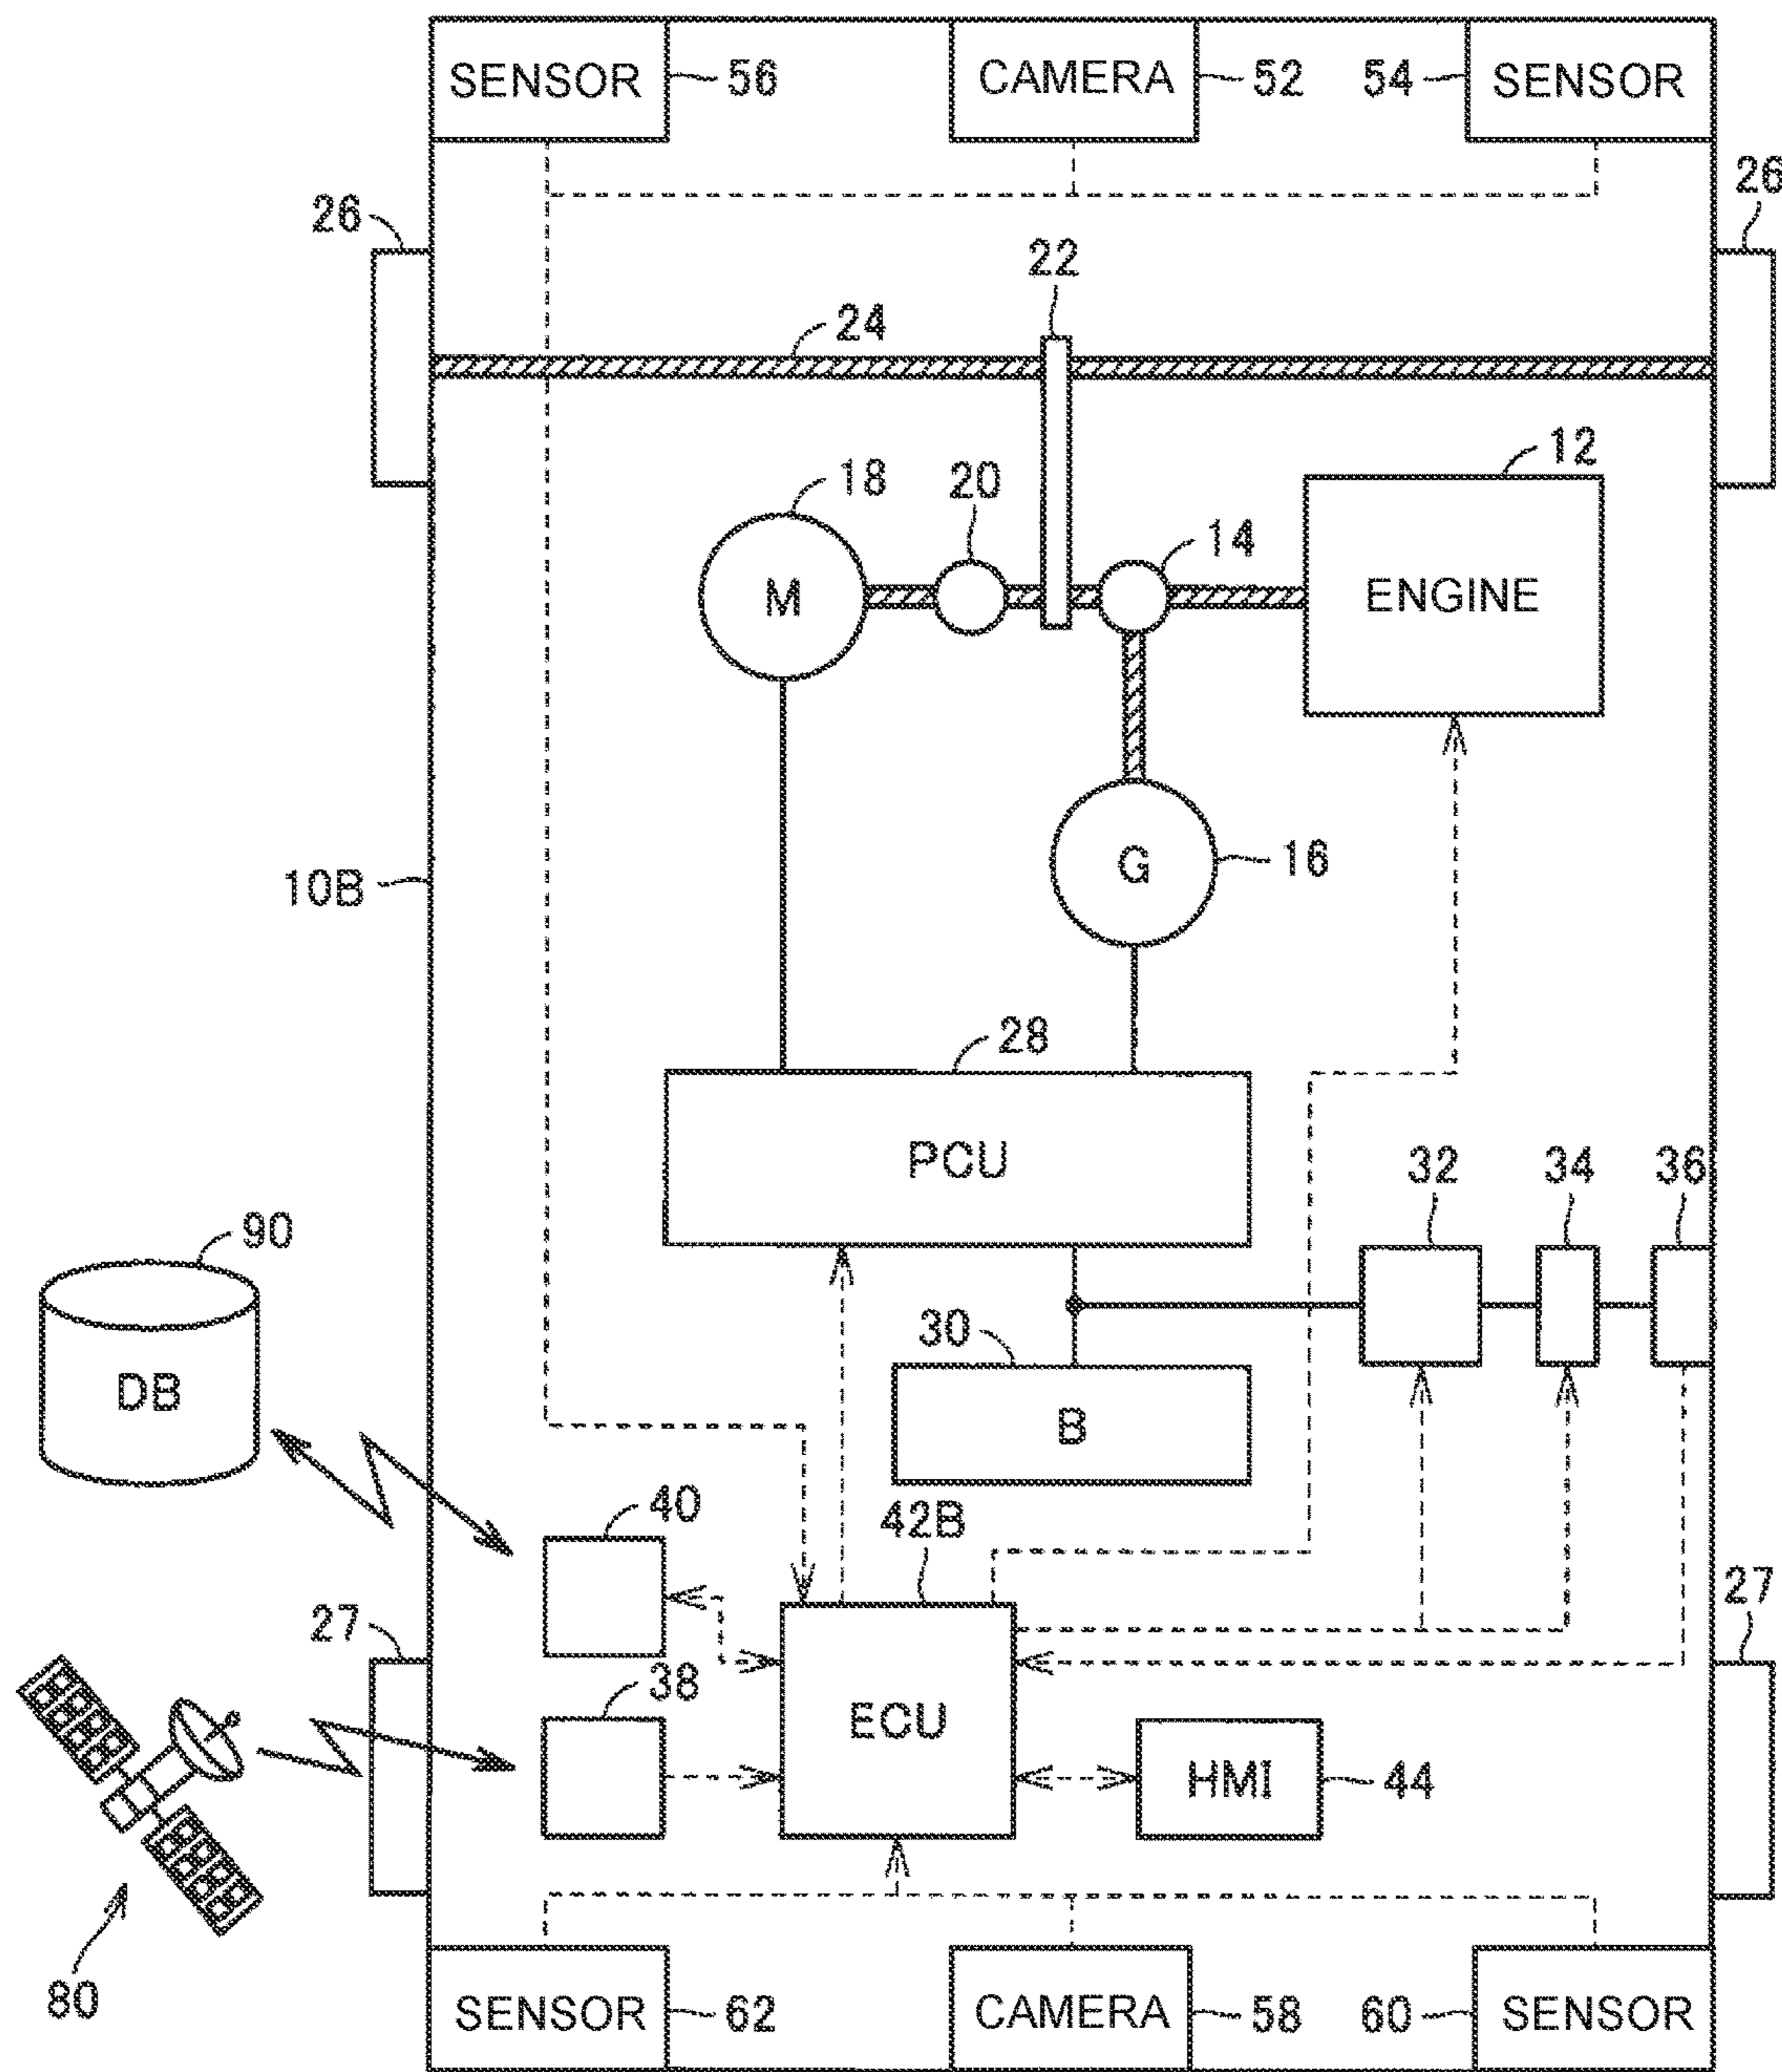 SENSOR 56 CAMERA 52 54 SENSOR
26
26
22
24
12
18 20
14
M
ENGINE
G
16
10B
28
PCU
32 34 36
90
DB
30
B
40
42B
27
27
38
ECU
HMI 44
80
SENSOR 62 CAMERA 58 60 SENSOR